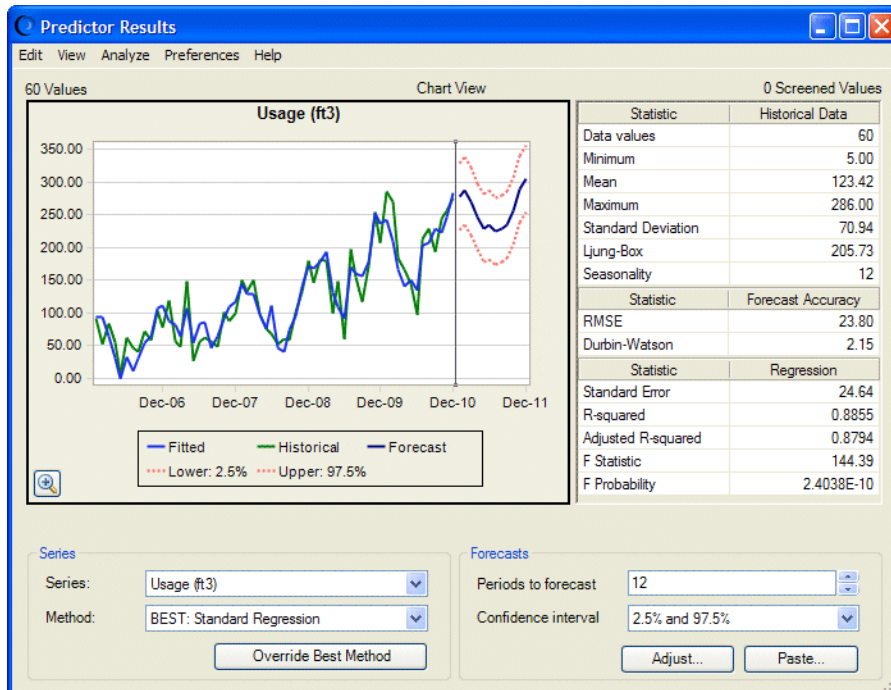 Predictor Results
Edit View Analyze Preferences Help
60 Values Chart View 0 Screened Values
Usage (ft3)
350.00
300.00
250.00
200.00
150.00
100.00
50.00
0.00
Dec-06 Dec-07 Dec-08 Dec-09 Dec-10 Dec-11
Fitted Historical Forecast
Lower: 2.5% Upper: 97.5%
Statistic Historical Data
Data values 60
Minimum 5.00
Mean 123.42
Maximum 286.00
Standard Deviation 70.94
Ljung-Box 205.73
Seasonality 12
Statistic Forecast Accuracy
RMSE 23.80
Durbin-Watson 2.15
Statistic Regression
Standard Error 24.64
R-squared 0.8855
Adjusted R-squared 0.8794
F Statistic 144.39
F Probability 2.4038E-10
Series
Series: Usage (ft3)
Method: BEST: Standard Regression
Override Best Method
Forecasts
Periods to forecast 12
Confidence interval 2.5% and 97.5%
Adjust... Paste...